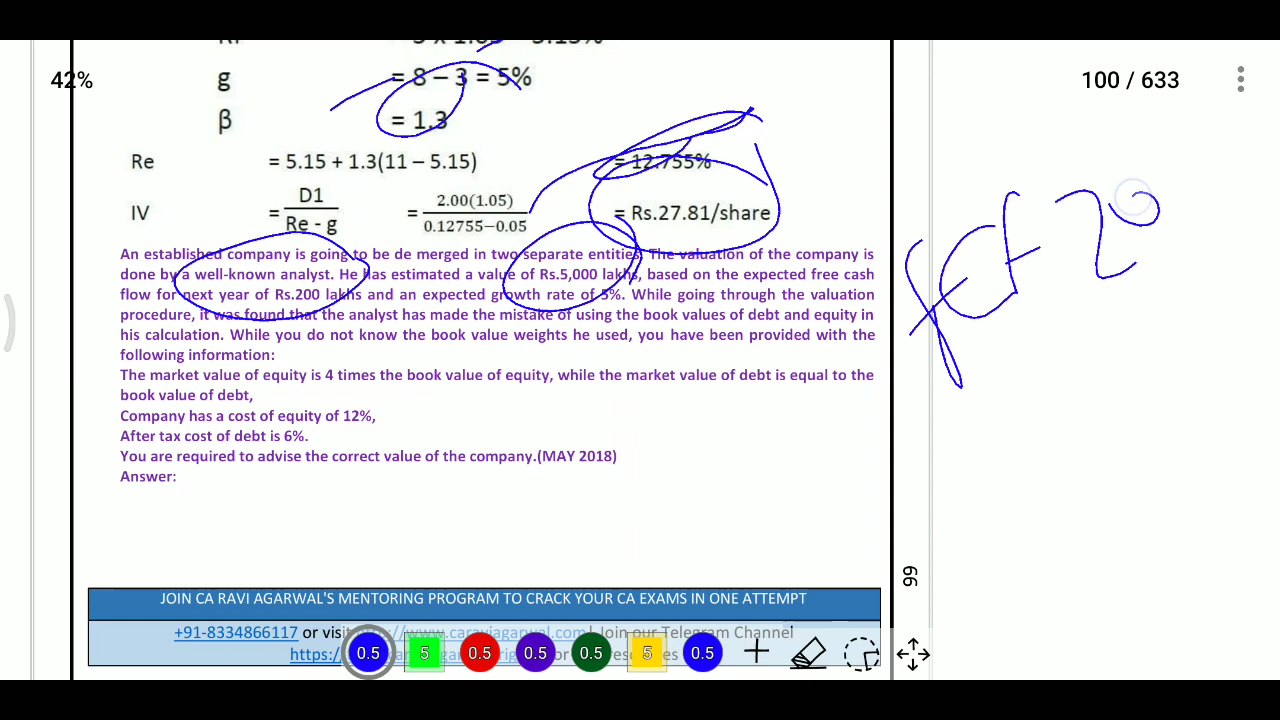 42%
100 / 633
g = 8 – 3 = 5%
β = 1.3
Re = 5.15 + 1.3(11 – 5.15) = 12.755%
IV = D1 / Re - g = 2.00(1.05) / 0.12755−0.05 = Rs.27.81/share
An established company is going to be de merged in two separate entities. The valuation of the company is
done by a well-known analyst. He has estimated a value of Rs.5,000 lakhs, based on the expected free cash
flow for next year of Rs.200 lakhs and an expected growth rate of 5%. While going through the valuation
procedure, it was found that the analyst has made the mistake of using the book values of debt and equity in
his calculation. While you do not know the book value weights he used, you have been provided with the
following information:
The market value of equity is 4 times the book value of equity, while the market value of debt is equal to the
book value of debt,
Company has a cost of equity of 12%,
After tax cost of debt is 6%.
You are required to advise the correct value of the company.(MAY 2018)
Answer:
99
JOIN CA RAVI AGARWAL'S MENTORING PROGRAM TO CRACK YOUR CA EXAMS IN ONE ATTEMPT
+91-8334866117 or visit www.caraviagarwal.com| Join our Telegram Channel
https:/
0.5 5 0.5 0.5 0.5 5 0.5